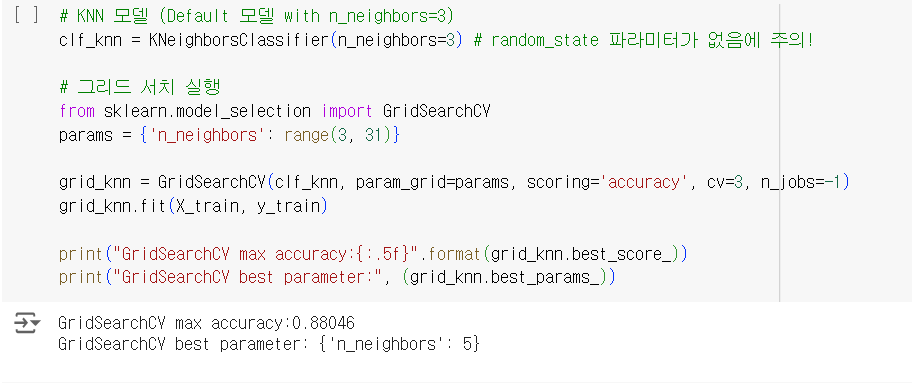 [ ]
# KNN 모델 (Default 모델 with n_neighbors=3)
clf_knn = KNeighborsClassifier(n_neighbors=3) # random_state 파라미터가 없음에 주의!
# 그리드 서치 실행
from sklearn.model_selection import GridSearchCV
params = {'n_neighbors': range(3, 31)}
grid_knn = GridSearchCV(clf_knn, param_grid=params, scoring='accuracy', cv=3, n_jobs=-1)
grid_knn.fit(X_train, y_train)
print("GridSearchCV max accuracy:{:.5f}".format(grid_knn.best_score_))
print("GridSearchCV best parameter:", (grid_knn.best_params_))
GridSearchCV max accuracy:0.88046
GridSearchCV best parameter: {'n_neighbors': 5}